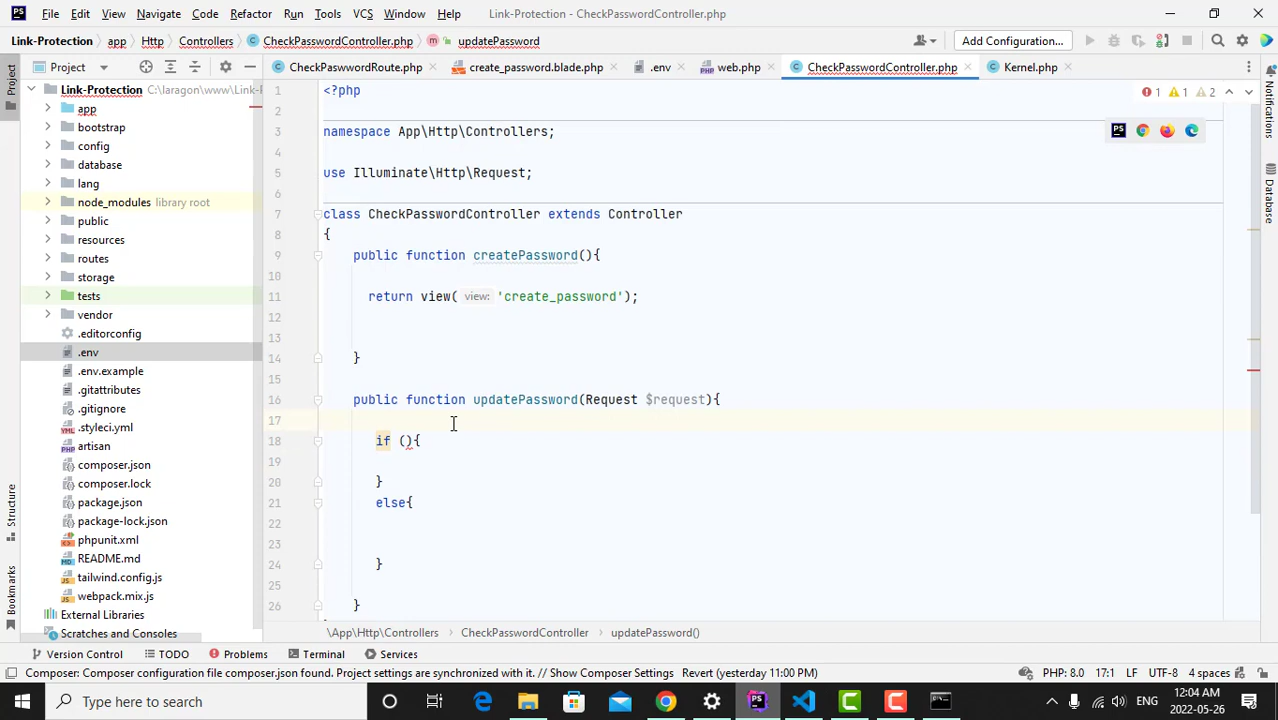 PS File Edit View Navigate Code Refactor Run Tools VCS Window Help Link-Protection - CheckPasswordController.php
Link-Protection app Http Controllers CheckPasswordController.php m updatePassword Add Configuration...
Project CheckPaswwordRoute.php create_password.blade.php .env web.php CheckPasswordController.php Kernel.php
Link-Protection C:\laragon\www\Link-F
app
bootstrap
config
database
lang
node_modules library root
public
resources
routes
storage
tests
vendor
.editorconfig
.env
.env.example
.gitattributes
.gitignore
.styleci.yml
artisan
composer.json
composer.lock
package.json
package-lock.json
phpunit.xml
README.md
tailwind.config.js
webpack.mix.js
External Libraries
Scratches and Consoles
Project
Structure
Bookmarks
1 <?php
2
3 namespace App\Http\Controllers;
4
5 use Illuminate\Http\Request;
6
7 class CheckPasswordController extends Controller
8 {
9 public function createPassword(){
10
11 return view( view: 'create_password');
12
13
14 }
15
16 public function updatePassword(Request $request){
17
18 if (){
19
20 }
21 else{
22
23
24 }
25
26 }
1 1 2
Notifications
Database
\App\Http\Controllers CheckPasswordController updatePassword()
Version Control TODO Problems Terminal Services
Composer: Composer configuration file composer.json found. Project settings are synchronized with it. // Show Composer Settings Revert (yesterday 11:00 PM) PHP: 8.0 17:1 LF UTF-8 4 spaces
Type here to search ENG 12:04 AM
2022-05-26